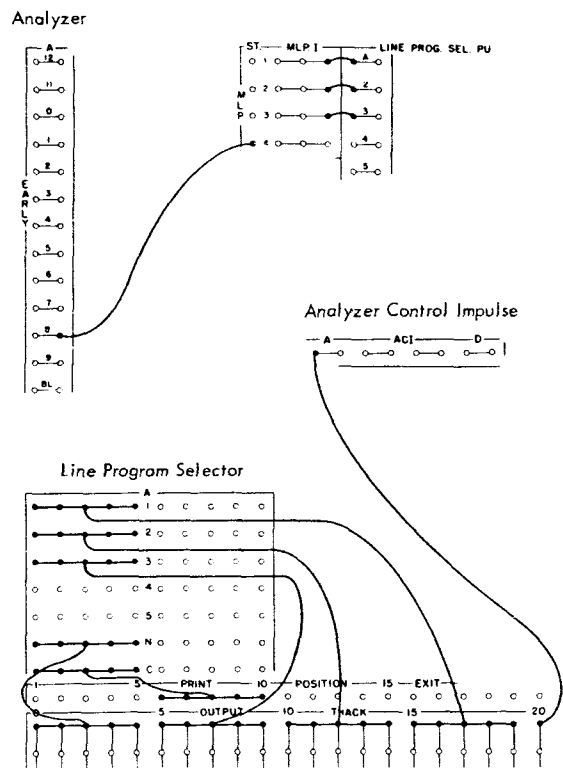 Analyzer
A
12
11
0
1
2
3
4
5
6
7
8
9
BL
EARLY
ST. MLP I LINE PROG. SEL. PU
1 A
2 2
3 3
4 4
5
MLP
Analyzer Control Impulse
A ACI D
Line Program Selector
A
1
2
3
4
5
N
C
1 5 PRINT 10 POSITION 15 EXIT
5 OUTPUT 10 TRACK 15 20